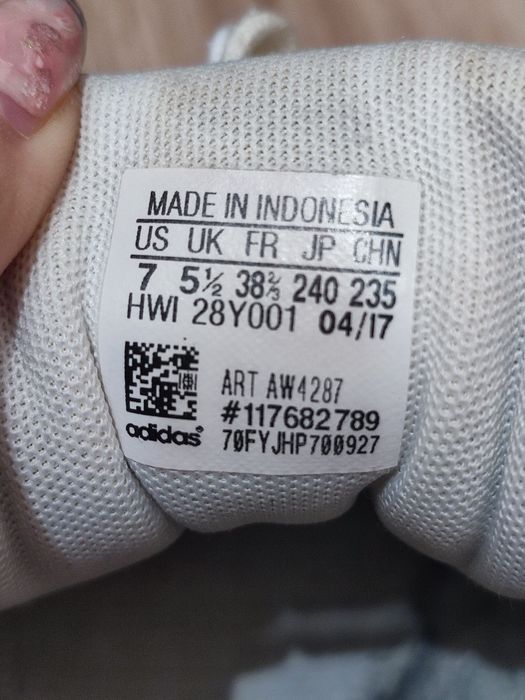 MADE IN INDONESIA
US UK FR JP CHN
7 5½ 38⅔ 240 235
HWI 28Y001 04/17
ART AW4287
#117682789
adidas
70FYJHP700927